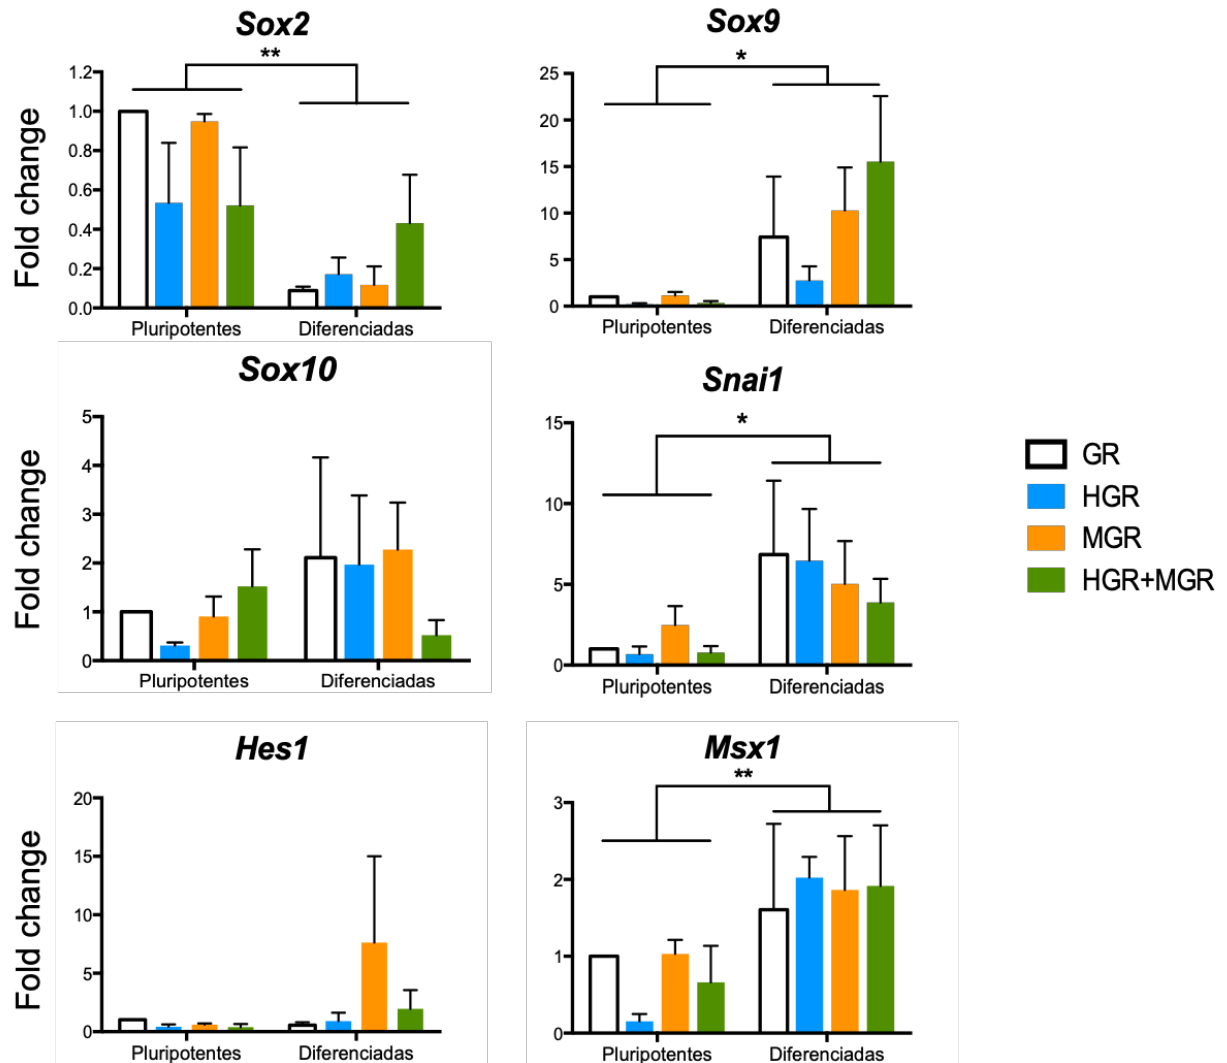 Sox2
**
Fold change
1.2
1.0
0.8
0.6
0.4
0.2
0.0
Pluripotentes
Diferenciadas
Sox9
*
25
20
15
10
5
0
Pluripotentes
Diferenciadas
Sox10
Fold change
5
4
3
2
1
0
Pluripotentes
Diferenciadas
Snai1
*
15
10
5
0
Pluripotentes
Diferenciadas
GR
HGR
MGR
HGR+MGR
Hes1
Fold change
20
15
10
5
0
Pluripotentes
Diferenciadas
Msx1
**
3
2
1
0
Pluripotentes
Diferenciadas